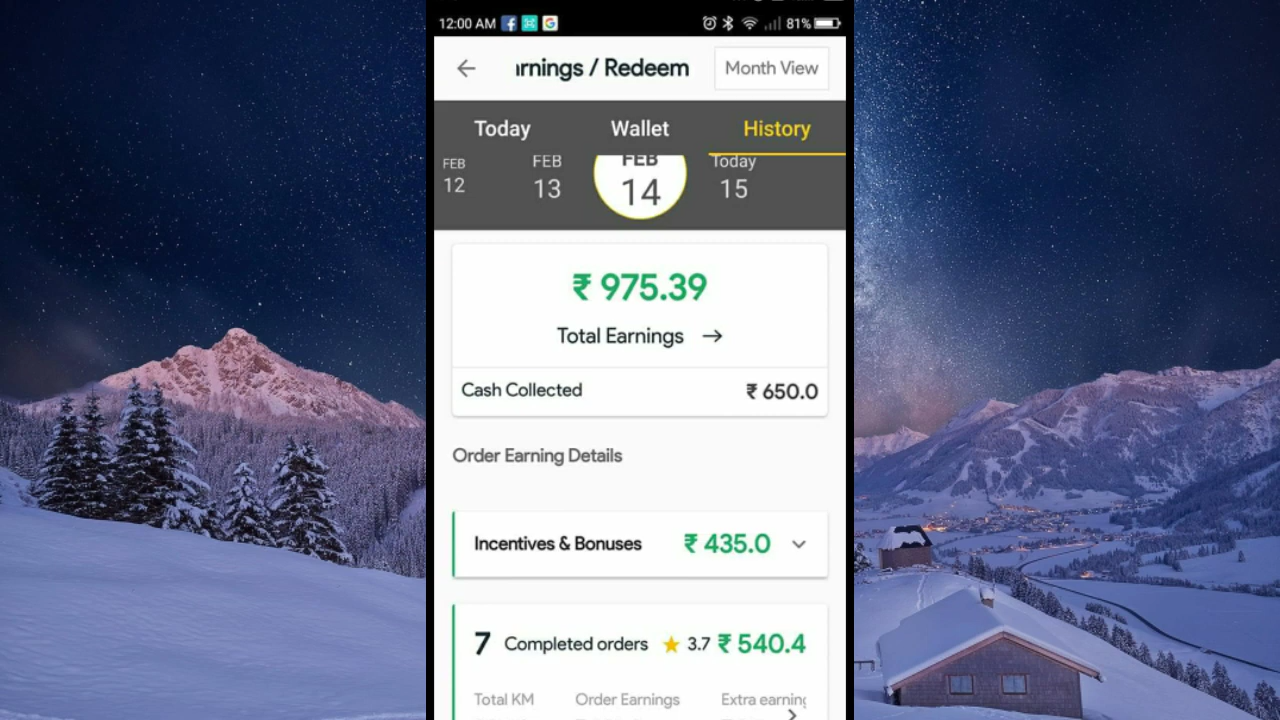 12:00 AM 81%
rnings / Redeem Month View
Today Wallet History
FEB FEB FEB Today
12 13 14 15
₹ 975.39
Total Earnings →
Cash Collected ₹ 650.0
Order Earning Details
Incentives & Bonuses ₹ 435.0
7 Completed orders ★ 3.7 ₹ 540.4
Total KM Order Earnings Extra earning